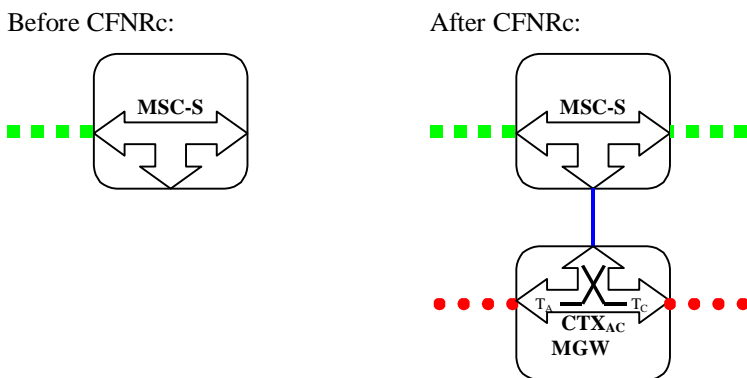 Before CFNRc:
After CFNRc:
MSC-S
MSC-S
TA TC
CTXAC
MGW